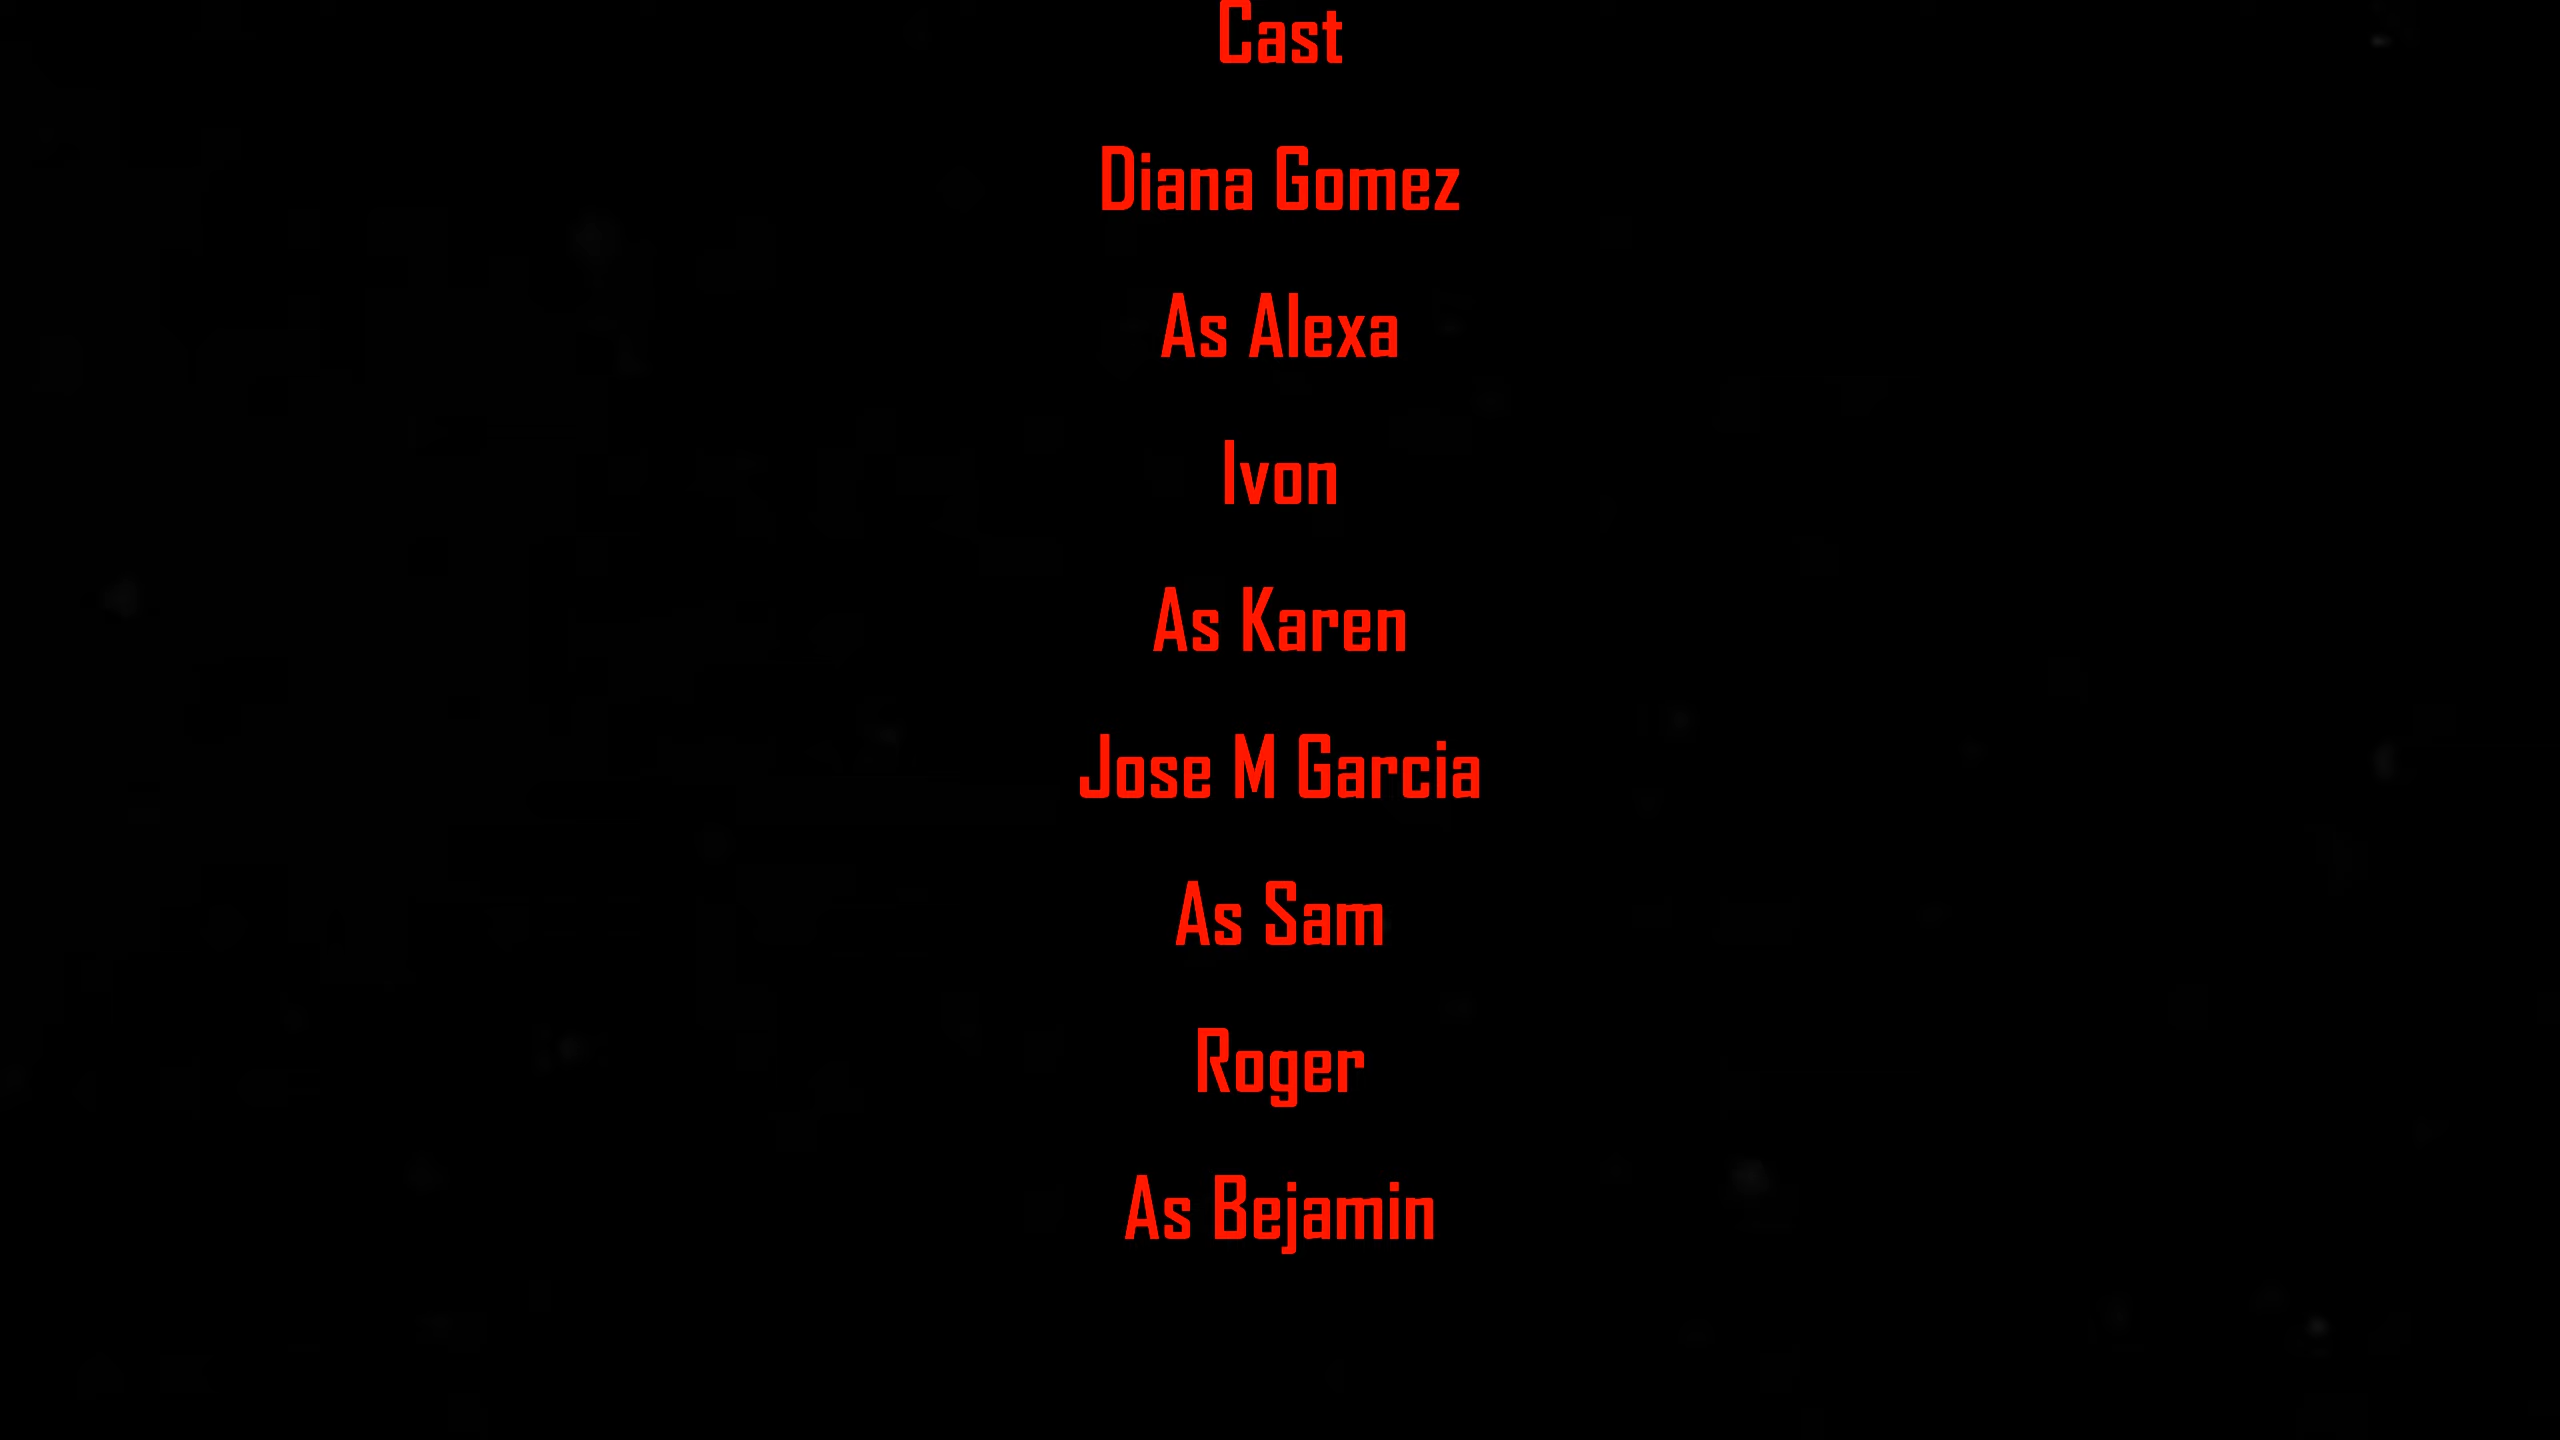 Cast
Diana Gomez
As Alexa
Ivon
As Karen
Jose M Garcia
As Sam
Roger
As Bejamin